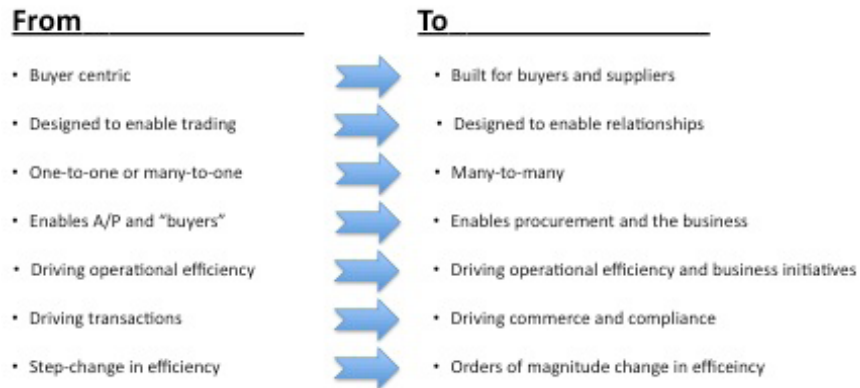 From To
• Buyer centric • Built for buyers and suppliers
• Designed to enable trading • Designed to enable relationships
• One-to-one or many-to-one • Many-to-many
• Enables A/P and “buyers” • Enables procurement and the business
• Driving operational efficiency • Driving operational efficiency and business initiatives
• Driving transactions • Driving commerce and compliance
• Step-change in efficiency • Orders of magnitude change in efficeincy